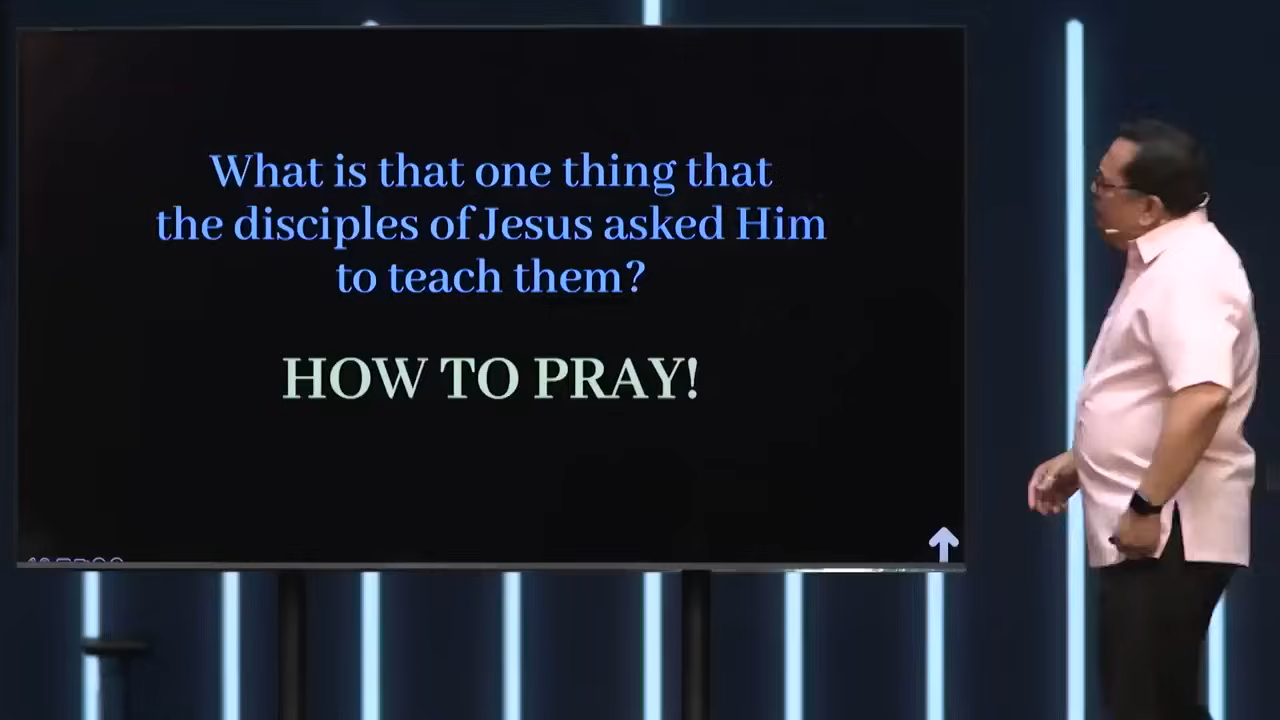 What is that one thing that
the disciples of Jesus asked Him
to teach them?
HOW TO PRAY!